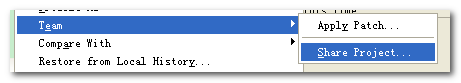 Team
Apply Patch...
Compare With
Share Project...
Restore from Local History...